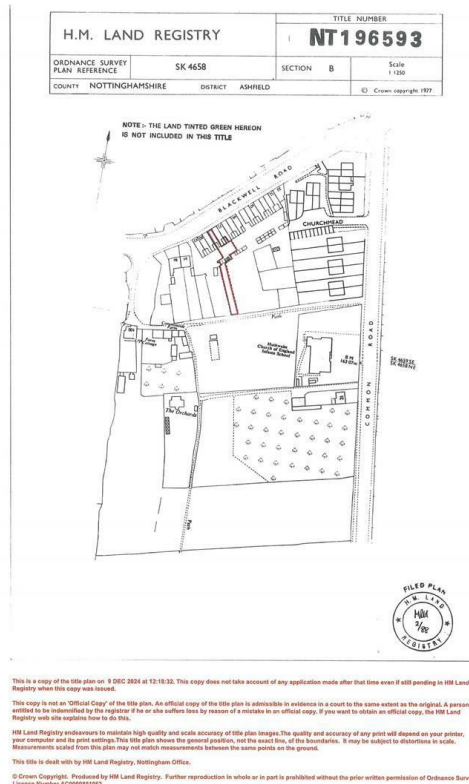 H.M. LAND REGISTRY
TITLE NUMBER
NT196593
ORDNANCE SURVEY
PLAN REFERENCE
SK 4658
SECTION B
Scale
1 1250
COUNTY NOTTINGHAMSHIRE DISTRICT ASHFIELD
© Crown copyright 1977
NOTE :- THE LAND TINTED GREEN HEREON
IS NOT INCLUDED IN THIS TITLE
BLACKWELL ROAD
CHURCHMEAD
Path
Farm
Huthwaite
Church of England
Infants School
B M
COMMON ROAD
The Orchards
Path
FILED PLAN
H.M. LAND
REGISTRY
2/88
This is a copy of the title plan on 9 DEC 2024 at 12:18:32. This copy does not take account of any application made after that time even if still pending in HM Land
Registry when this copy was issued.
This copy is not an 'Official Copy' of the title plan. An official copy of the title plan is admissible in evidence in a court to the same extent as the original. A person is
entitled to be indemnified by the registrar if he or she suffers loss by reason of a mistake in an official copy. If you want to obtain an official copy, the HM Land
Registry web site explains how to do this.
HM Land Registry endeavours to maintain high quality and scale accuracy of title plan images.The quality and accuracy of any print will depend on your printer,
your computer and its print settings.This title plan shows the general position, not the exact line, of the boundaries. It may be subject to distortions in scale.
Measurements scaled from this plan may not match measurements between the same points on the ground.
This title is dealt with by HM Land Registry, Nottingham Office.
© Crown Copyright. Produced by HM Land Registry. Further reproduction in whole or in part is prohibited without the prior written permission of Ordnance Survey.